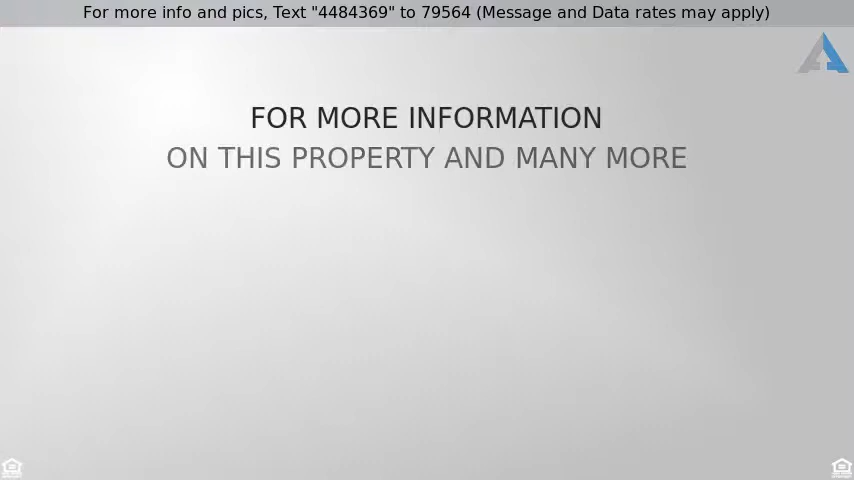 For more info and pics, Text "4484369" to 79564 (Message and Data rates may apply)
FOR MORE INFORMATION
ON THIS PROPERTY AND MANY MORE